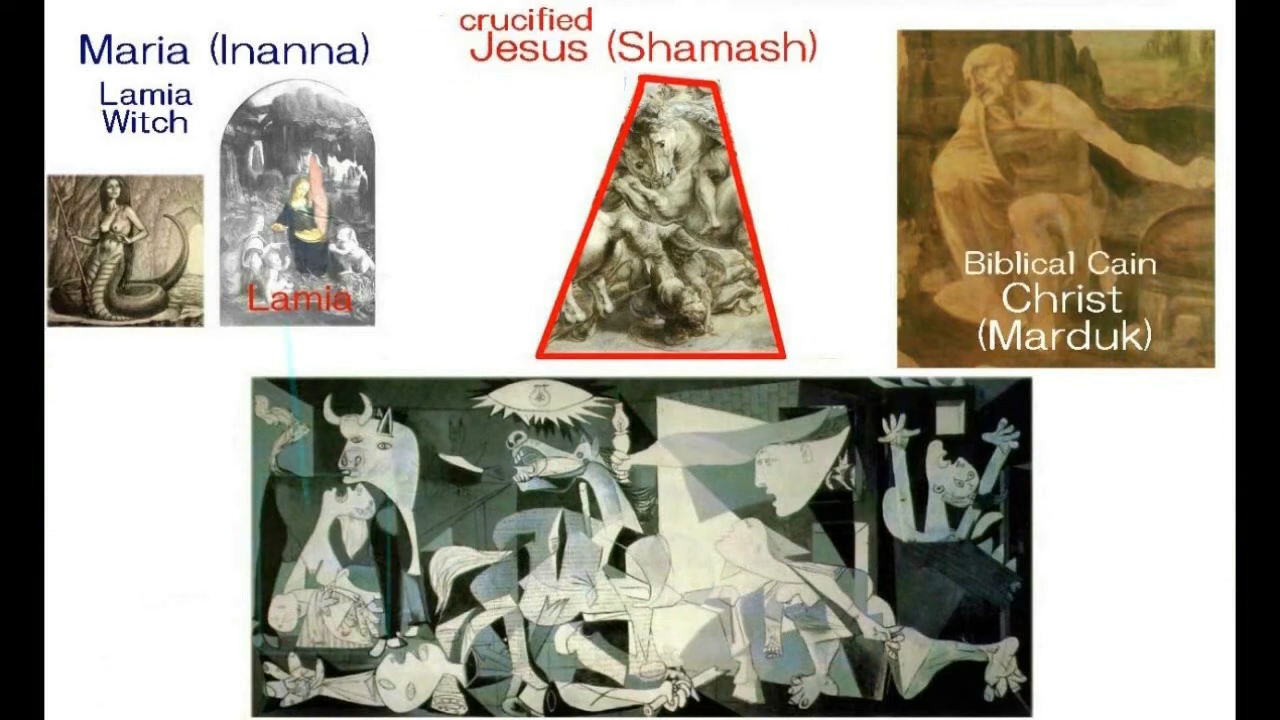 Maria (Inanna)
Lamia
Witch
Lamia
crucified
Jesus (Shamash)
Biblical Cain
Christ
(Marduk)